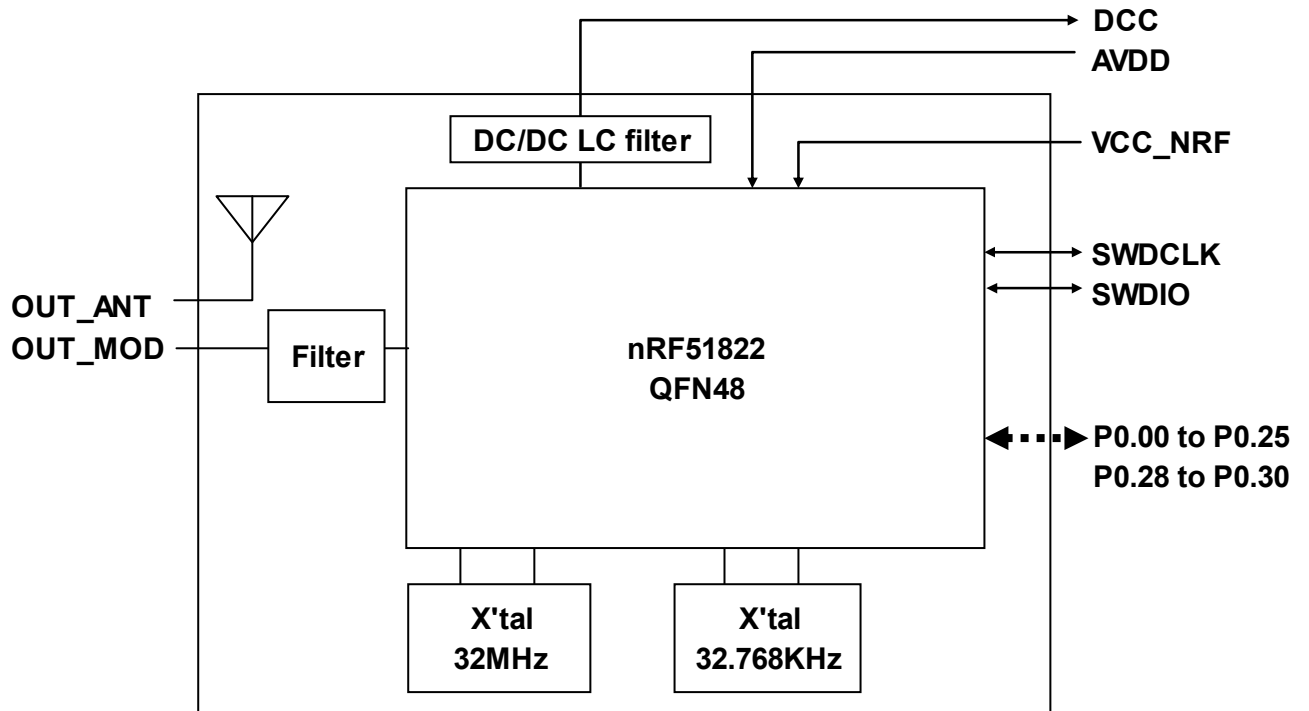 DCC
AVDD
DC/DC LC filter
VCC_NRF
SWDCLK
SWDIO
OUT_ANT
OUT_MOD
Filter
nRF51822
QFN48
P0.00 to P0.25
P0.28 to P0.30
X'tal
32MHz
X'tal
32.768KHz